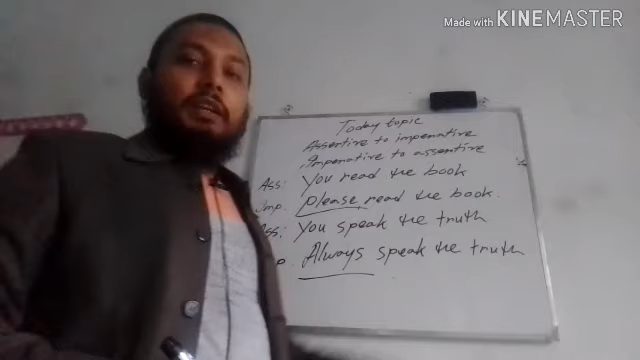 Made with KINEMASTER
Today topic
Assertive to imperative
Imperative to assertive
Ass: You read the book
Imp. Please read the book.
Ass: You speak the truth
Always speak the truth